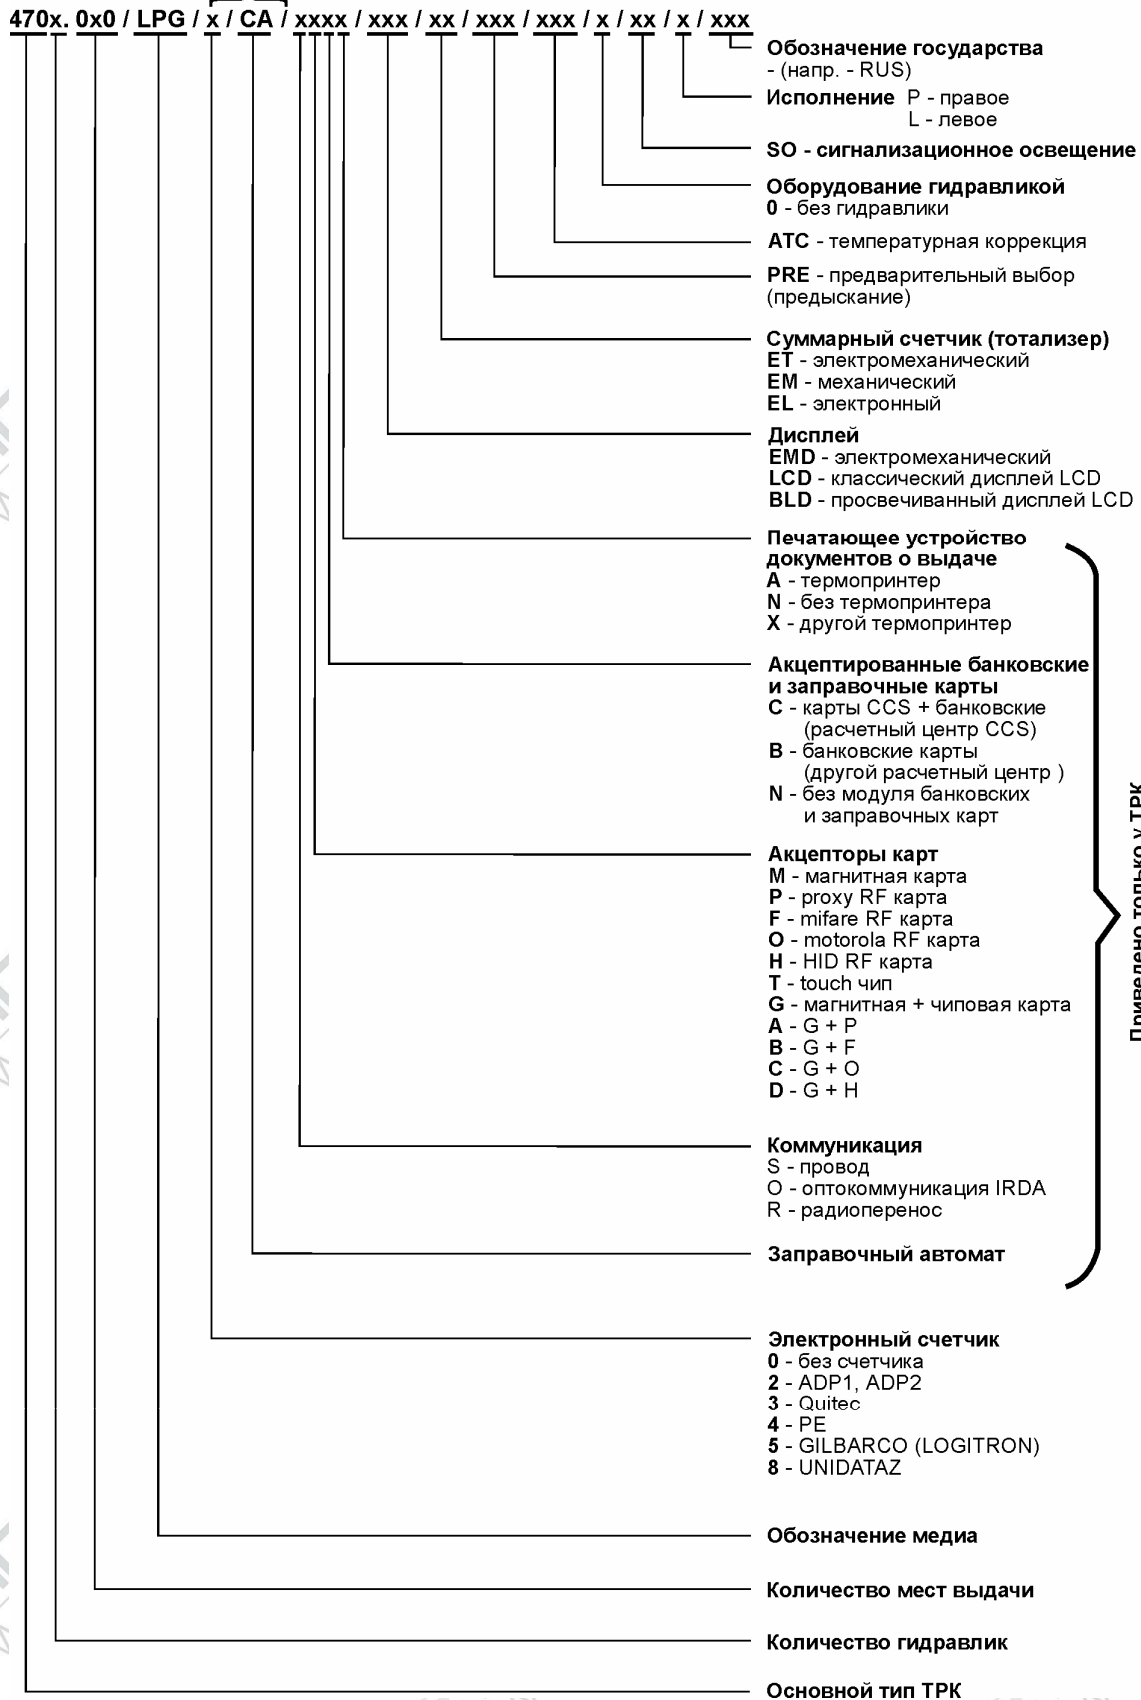 470x. 0x0 / LPG / x / CA / xxxx / xxx / xx / xxx / xxx / x / xx / x / xxx
Обозначение государства
- (напр. - RUS)
Исполнение P - правое
L - левое
SO - сигнализационное освещение
Оборудование гидравликой
0 - без гидравлики
ATC - температурная коррекция
PRE - предварительный выбор
(предыскание)
Суммарный счетчик (тотализер)
ET - электромеханический
EM - механический
EL - электронный
Дисплей
EMD - электромеханический
LCD - классический дисплей LCD
BLD - просвечиванный дисплей LCD
Печатающее устройство
документов о выдаче
A - термопринтер
N - без термопринтера
X - другой термопринтер
Акцептированные банковские
и заправочные карты
C - карты CCS + банковские
(расчетный центр CCS)
B - банковские карты
(другой расчетный центр )
N - без модуля банковских
и заправочных карт
Акцепторы карт
M - магнитная карта
P - proxy RF карта
F - mifare RF карта
O - motorola RF карта
H - HID RF карта
T - touch чип
G - магнитная + чиповая карта
A - G + P
B - G + F
C - G + O
D - G + H
Коммуникация
S - провод
O - оптокоммуникация IRDA
R - радиоперенос
Заправочный автомат
Приведено только у ТРК
Электронный счетчик
0 - без счетчика
2 - ADP1, ADP2
3 - Quitec
4 - PE
5 - GILBARCO (LOGITRON)
8 - UNIDATAZ
Обозначение медиа
Количество мест выдачи
Количество гидравлик
Основной тип ТРК